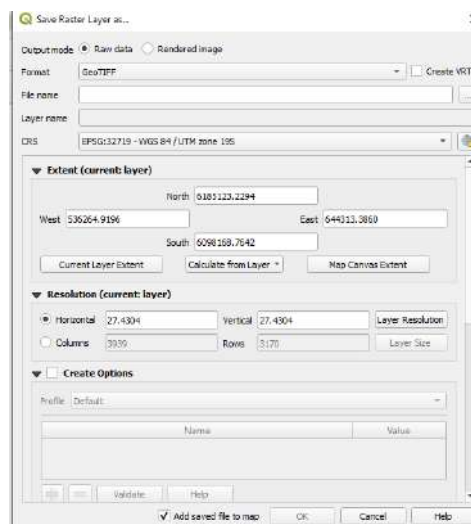 Save Raster Layer as...
Output mode Raw data Rendered image
Format GeoTIFF Create VRT
File name ...
Layer name
CRS EPSG:32719 - WGS 84 / UTM zone 19S
Extent (current: layer)
North 6185123.2294
West 536264.9196 East 644313.3860
South 6098168.7642
Current Layer Extent Calculate from Layer Map Canvas Extent
Resolution (current: layer)
Horizontal 27.4304 Vertical 27.4304 Layer Resolution
Columns 3939 Rows 3170 Layer Size
Create Options
Profile Default
Name Value
Validate Help
Add saved file to map OK Cancel Help